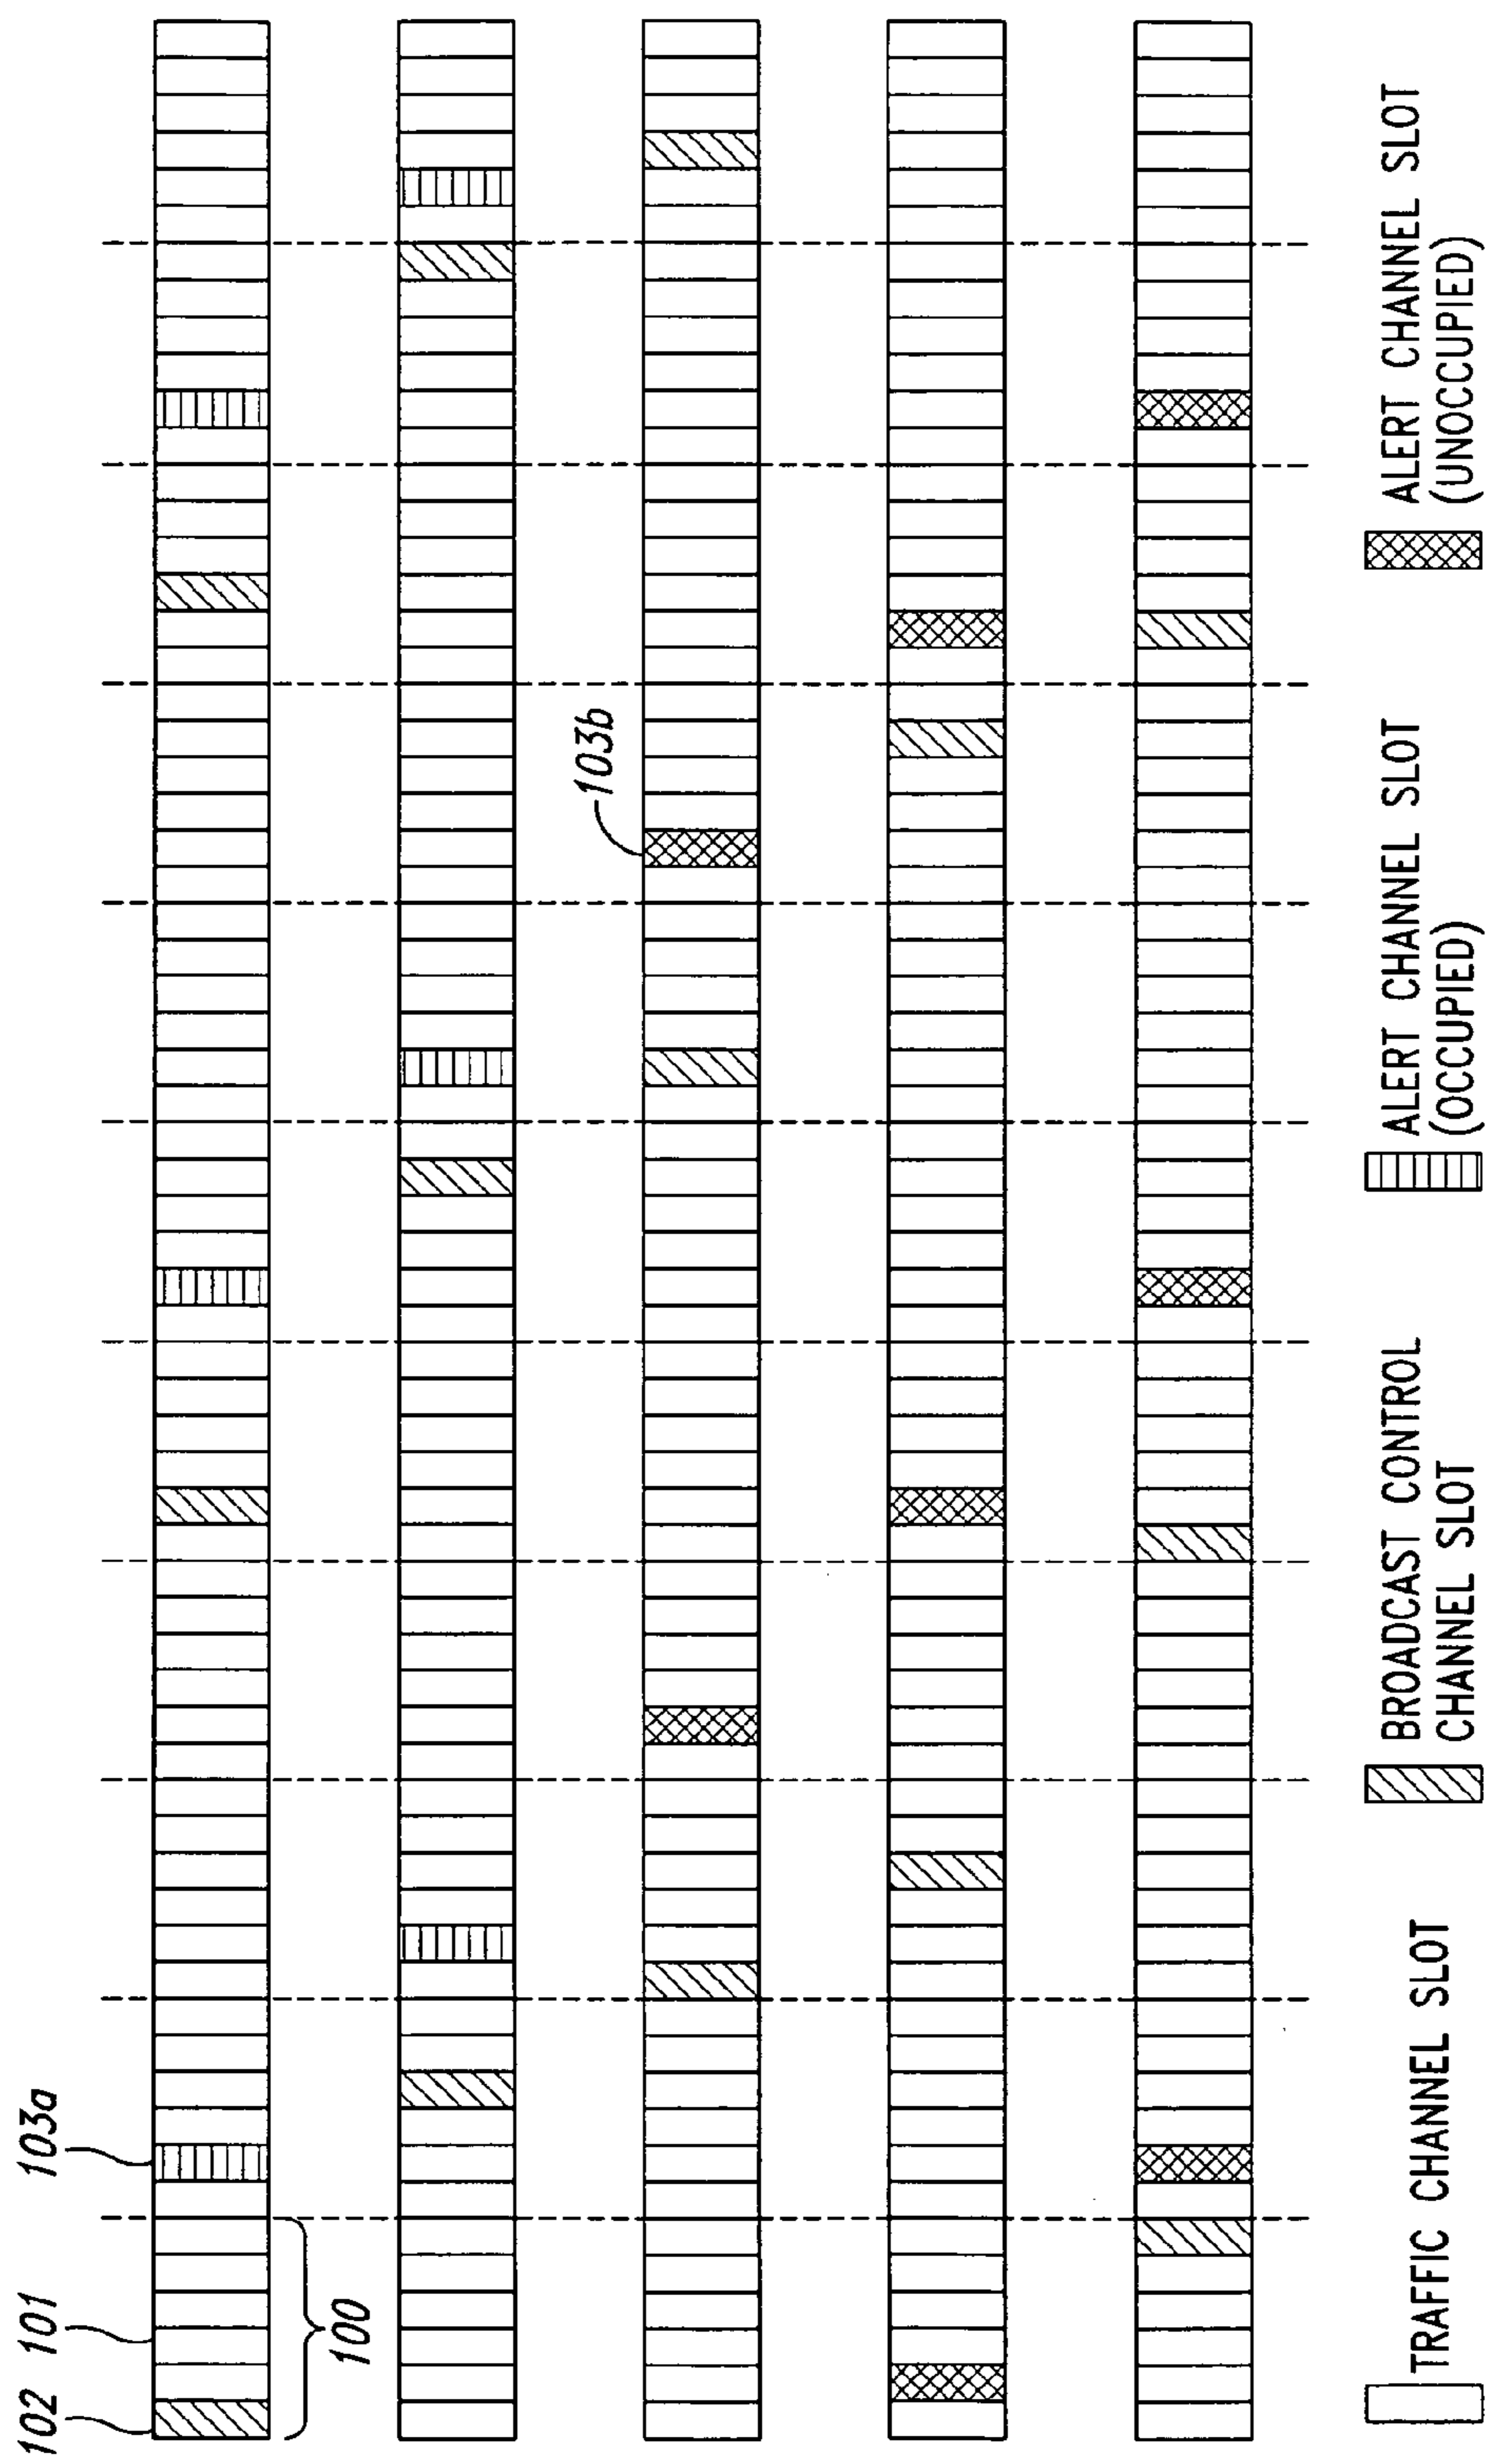 102
101
103a
100
103b
TRAFFIC CHANNEL SLOT
BROADCAST CONTROL
CHANNEL SLOT
ALERT CHANNEL SLOT
(OCCUPIED)
ALERT CHANNEL SLOT
(UNOCCUPIED)